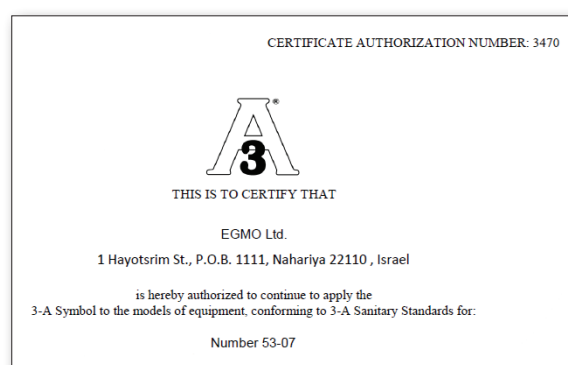 CERTIFICATE AUTHORIZATION NUMBER: 3470
A ®
3
THIS IS TO CERTIFY THAT
EGMO Ltd.
1 Hayotsrim St., P.O.B. 1111, Nahariya 22110 , Israel
is hereby authorized to continue to apply the
3-A Symbol to the models of equipment, conforming to 3-A Sanitary Standards for:
Number 53-07